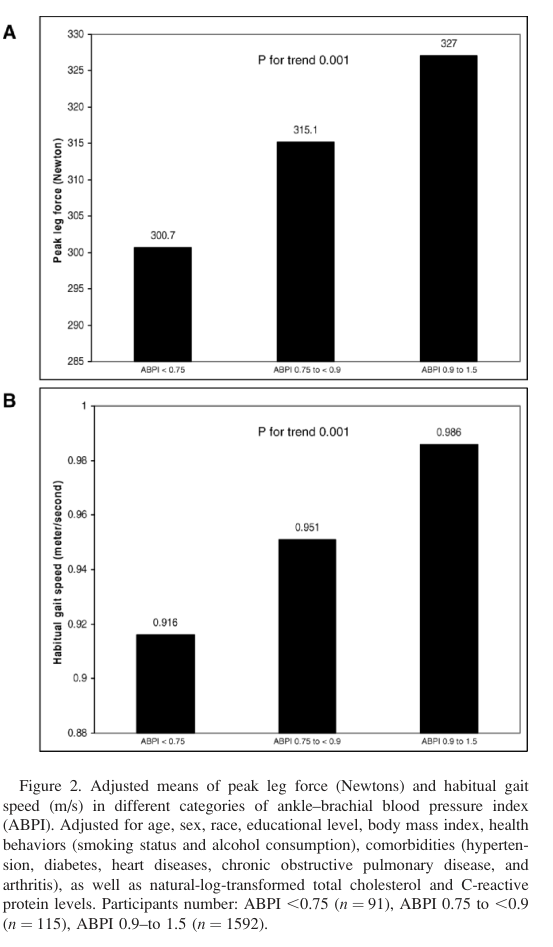 A
330
325
320
315
310
305
300
295
290
285
Peak leg force (Newton)
P for trend 0.001
300.7
315.1
327
ABPI < 0.75
ABPI 0.75 to < 0.9
ABPI 0.9 to 1.5
B
1
0.98
0.96
0.94
0.92
0.9
0.88
Habitual gait speed (meter/second)
P for trend 0.001
0.916
0.951
0.986
ABPI < 0.75
ABPI 0.75 to < 0.9
ABPI 0.9 to 1.5
Figure 2. Adjusted means of peak leg force (Newtons) and habitual gait
speed (m/s) in different categories of ankle–brachial blood pressure index
(ABPI). Adjusted for age, sex, race, educational level, body mass index, health
behaviors (smoking status and alcohol consumption), comorbidities (hyperten-
sion, diabetes, heart diseases, chronic obstructive pulmonary disease, and
arthritis), as well as natural-log-transformed total cholesterol and C-reactive
protein levels. Participants number: ABPI <0.75 (n = 91), ABPI 0.75 to <0.9
(n = 115), ABPI 0.9–to 1.5 (n = 1592).